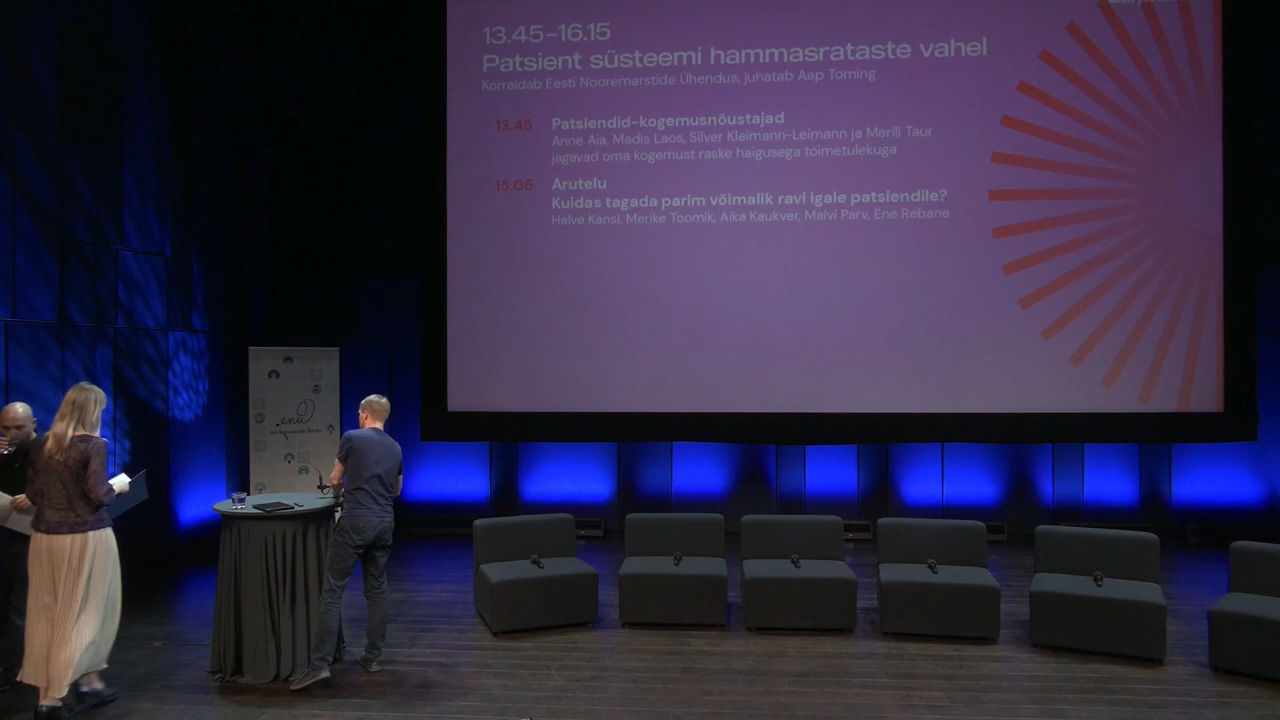 13.45–16.15
Patsient süsteemi hammasrataste vahel
Korraldab Eesti Nooremarstide Ühendus, juhatab Aap Toming
13.45 Patsiendid-kogemusnõustajad
Anne Aia, Madis Laos, Silver Kleimann-Leimann ja Merili Taur
jagavad oma kogemust raske haigusega toimetulekuga
15.05 Arutelu
Kuidas tagada parim võimalik ravi igale patsiendile?
Helve Kansi, Merike Toomik, Aika Kaukver, Maivi Parv, Ene Rebane
enü